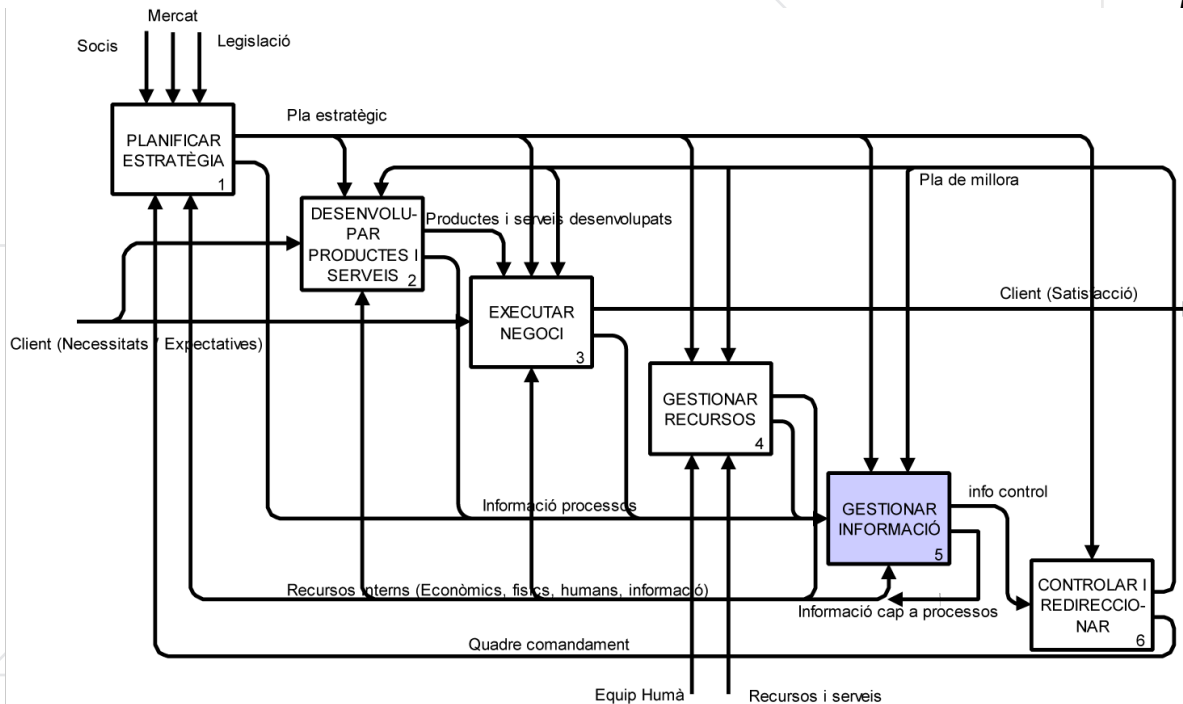 Mercat
Socis
Legislació
Pla estratègic
PLANIFICAR
ESTRATÈGIA
1
Pla de millora
DESENVOLU-
PAR
PRODUCTES I
SERVEIS
2
Productes i serveis desenvolupats
Client (Satisfacció)
EXECUTAR
NEGOCI
3
Client (Necessitats / Expectatives)
GESTIONAR
RECURSOS
4
info control
Informació processos
GESTIONAR
INFORMACIÓ
5
Recursos interns (Econòmics, fisics, humans, informació)
CONTROLAR I
REDIRECCIO-
NAR
6
Informació cap a processos
Quadre comandament
Equip Humà
Recursos i serveis